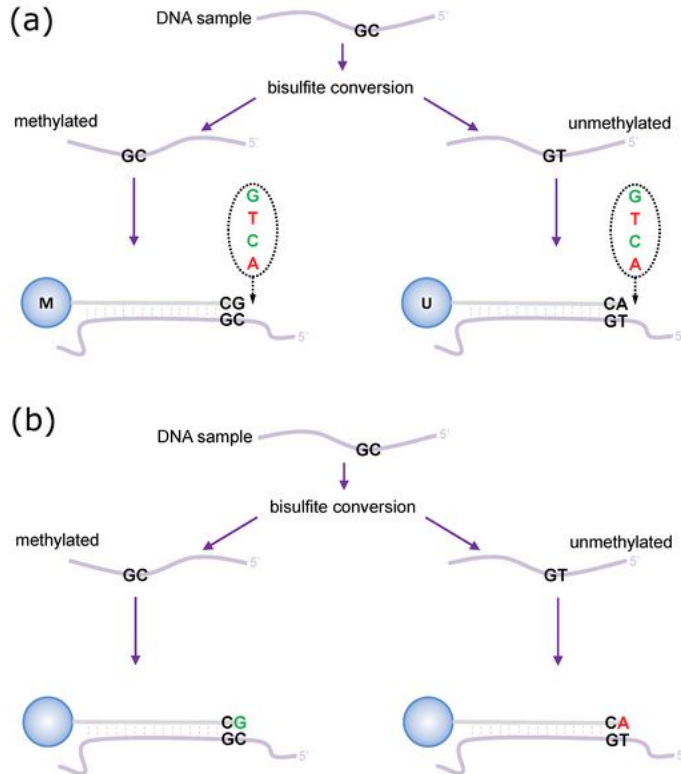 (a)
DNA sample
GC
5'
bisulfite conversion
methylated
unmethylated
GC
5'
GT
5'
G
T
C
A
G
T
C
A
M
CG
GC
5'
U
CA
GT
5'
(b)
DNA sample
GC
5'
bisulfite conversion
methylated
unmethylated
GC
5'
GT
5'
CG
GC
5'
CA
GT
5'